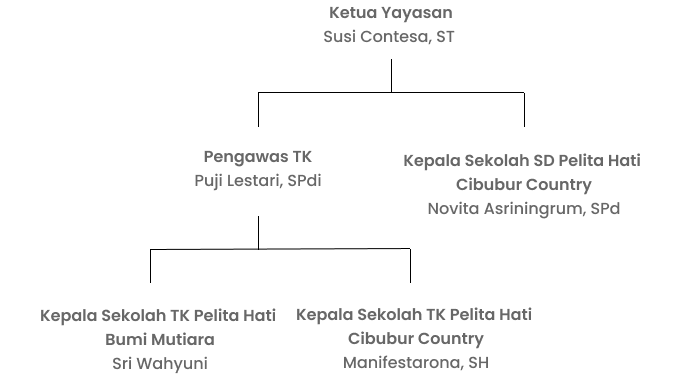 Ketua Yayasan
Susi Contesa, ST
Pengawas TK
Puji Lestari, SPdi
Kepala Sekolah SD Pelita Hati
Cibubur Country
Novita Asriningrum, SPd
Kepala Sekolah TK Pelita Hati
Bumi Mutiara
Sri Wahyuni
Kepala Sekolah TK Pelita Hati
Cibubur Country
Manifestarona, SH